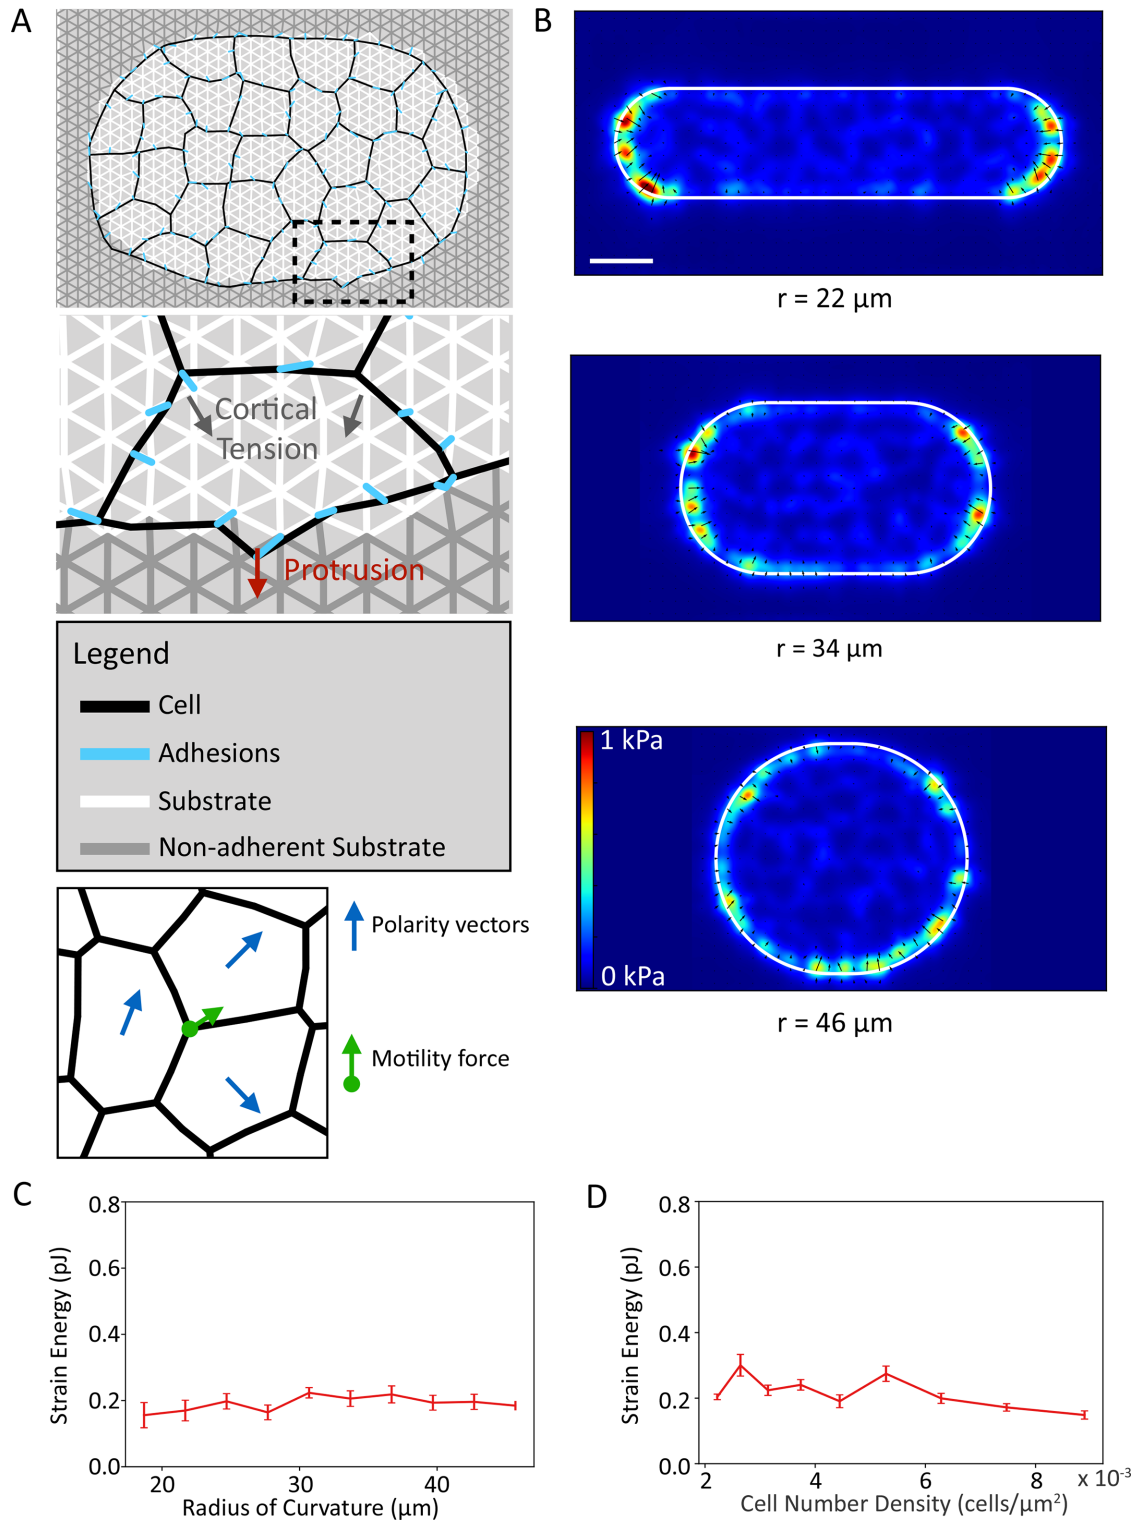 A
Cortical
Tension
Protrusion
Legend
Cell
Adhesions
Substrate
Non-adherent Substrate
Polarity vectors
Motility force
B
r = 22 µm
r = 34 µm
1 kPa
0 kPa
r = 46 µm
C
0.8
0.6
0.4
0.2
0.0
Strain Energy (pJ)
20 30 40
Radius of Curvature (µm)
D
0.8
0.6
0.4
0.2
0.0
Strain Energy (pJ)
2 4 6 8 x 10⁻³
Cell Number Density (cells/µm²)